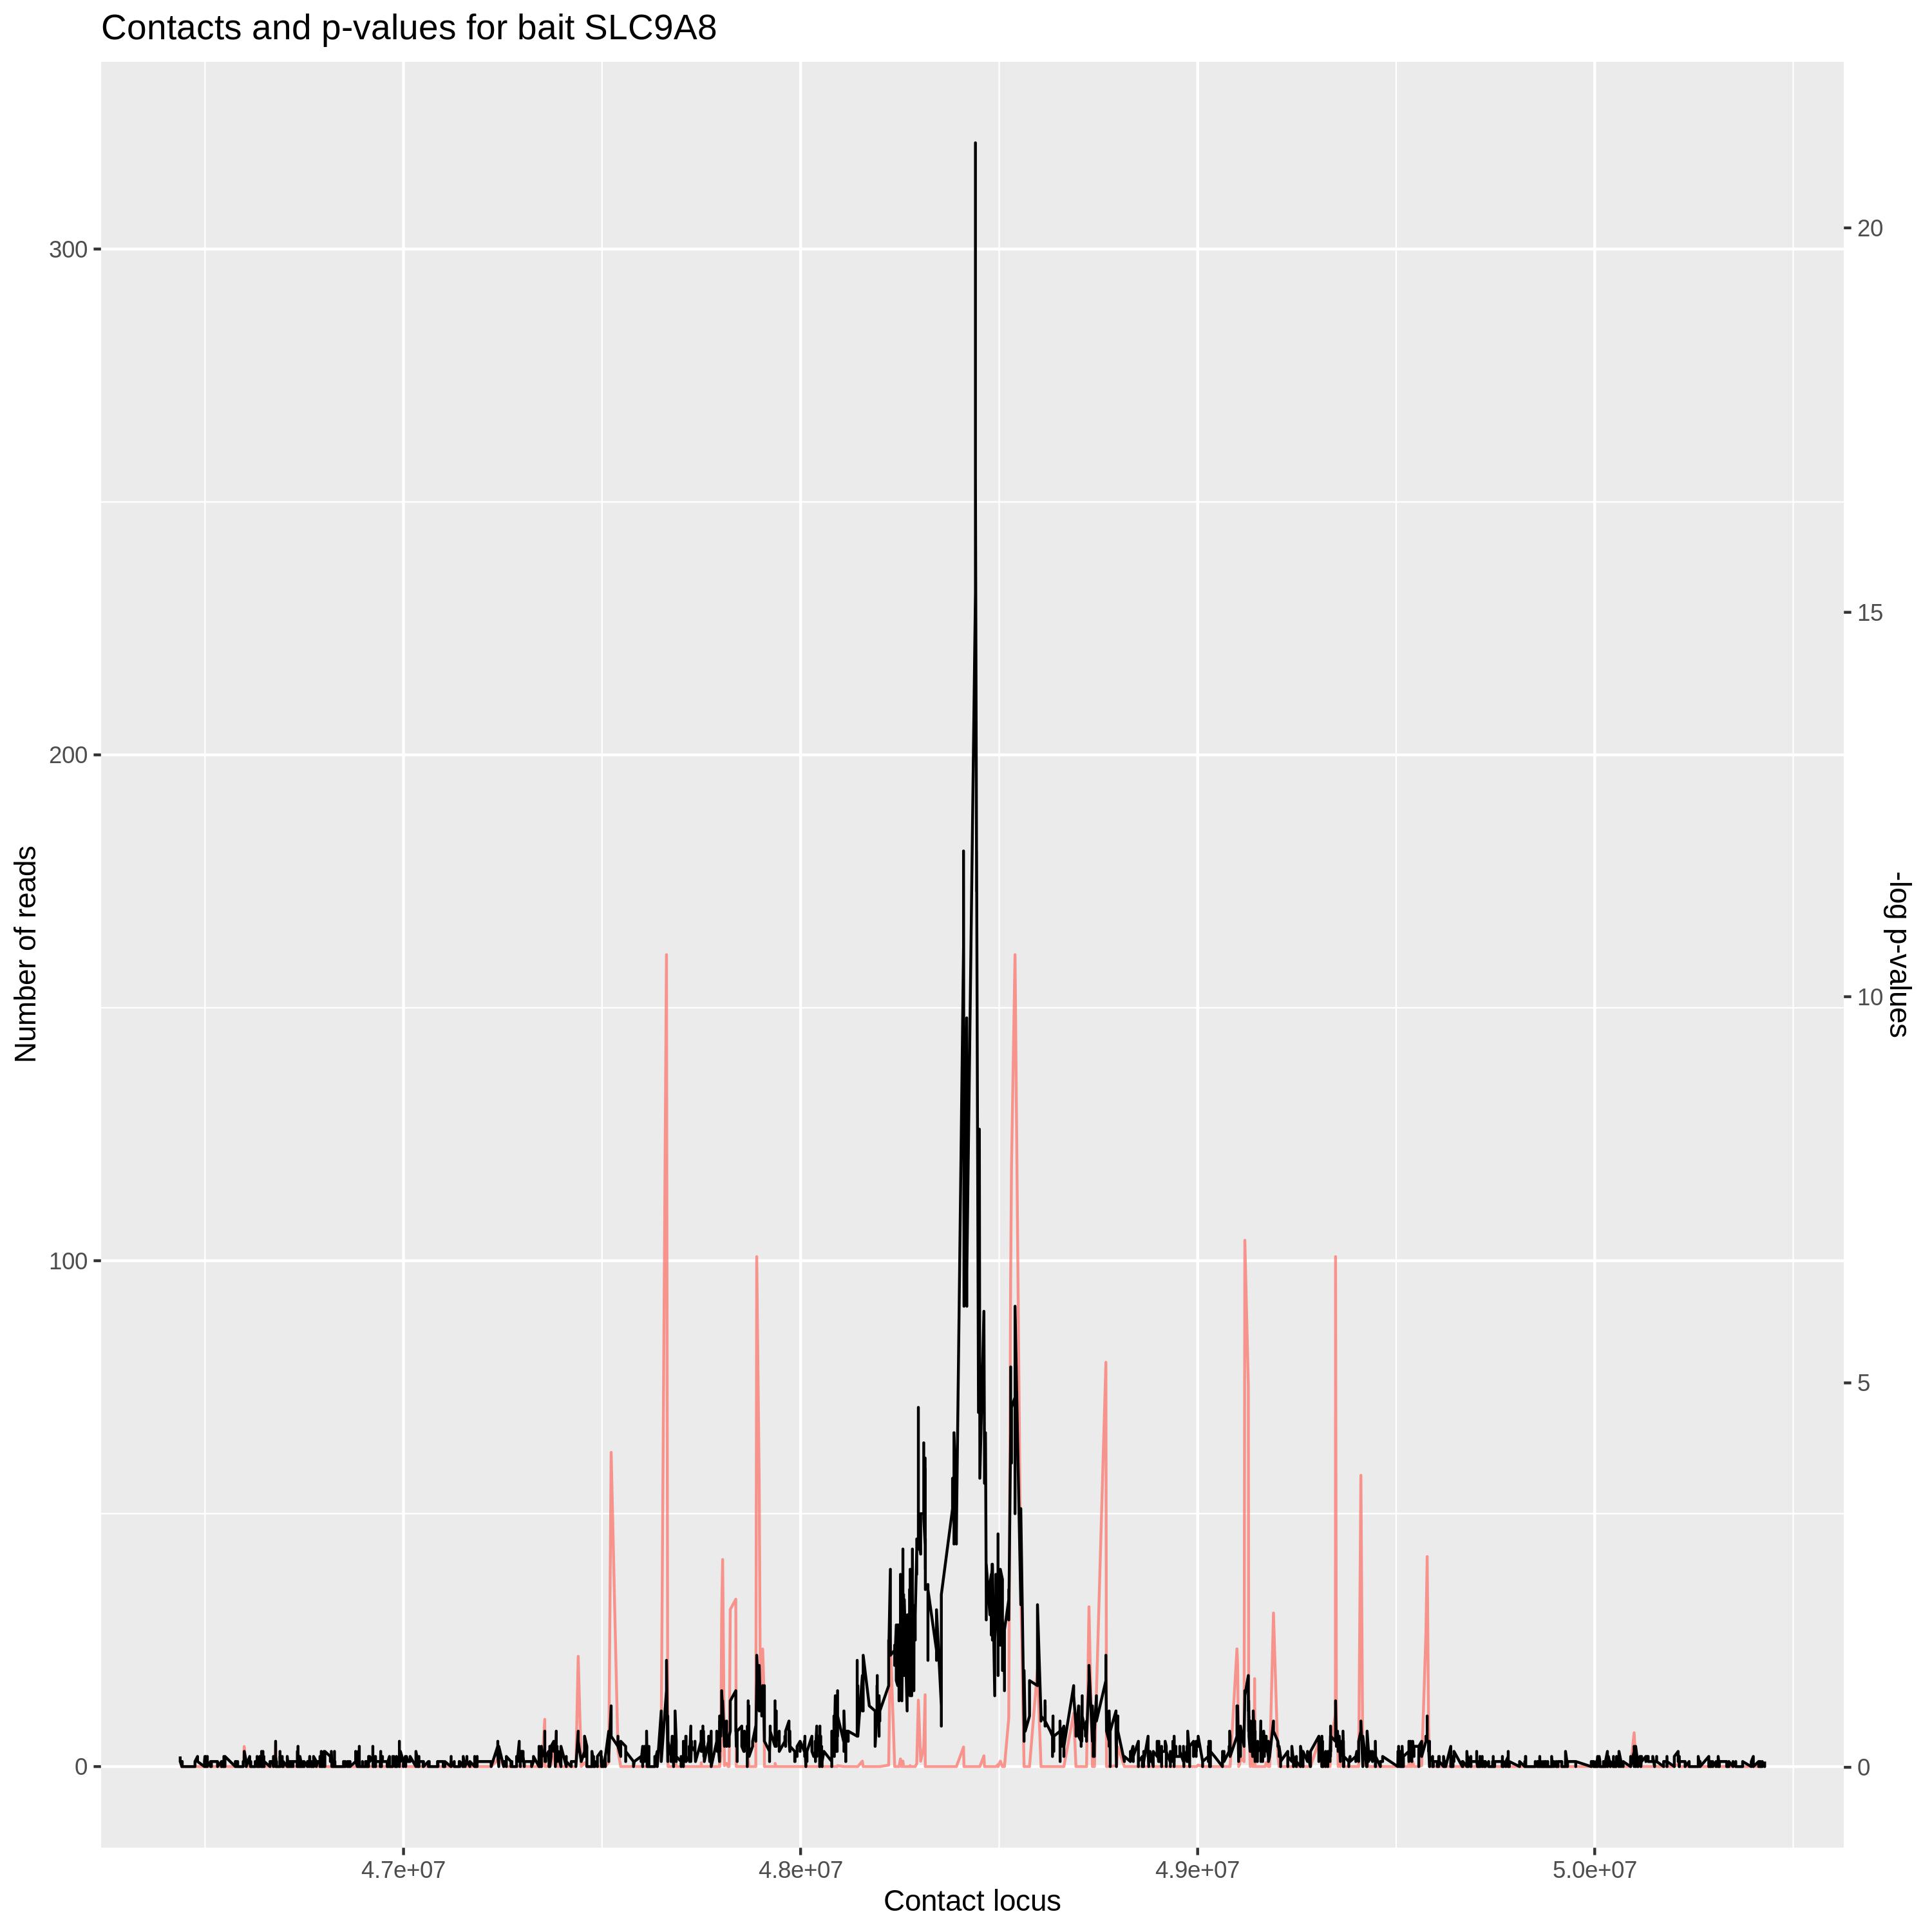 Contacts and p-values for bait SLC9A8
300
200
100
0
Number of reads
20
15
10
5
0
-log p-values
4.7e+07
4.8e+07
4.9e+07
5.0e+07
Contact locus